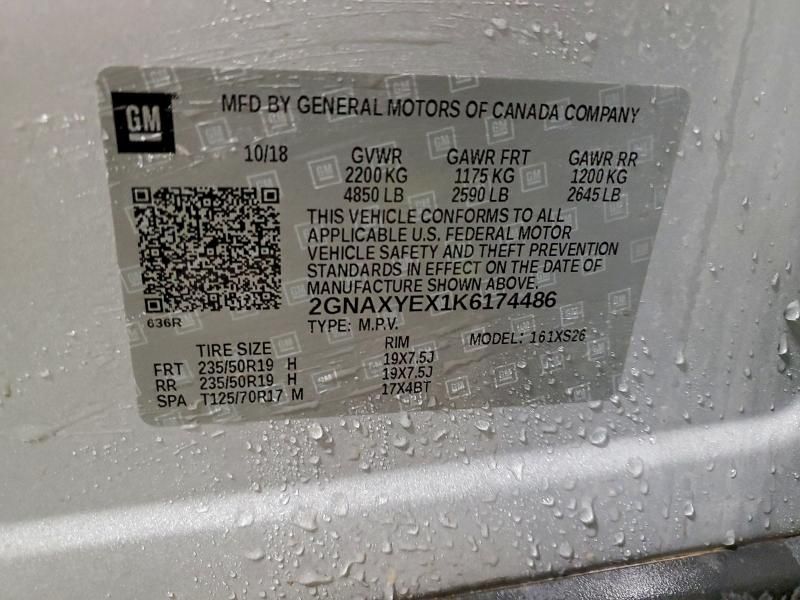 GM
MFD BY GENERAL MOTORS OF CANADA COMPANY
10/18 GVWR GAWR FRT GAWR RR
2200 KG 1175 KG 1200 KG
4850 LB 2590 LB 2645 LB
THIS VEHICLE CONFORMS TO ALL
APPLICABLE U.S. FEDERAL MOTOR
VEHICLE SAFETY AND THEFT PREVENTION
STANDARDS IN EFFECT ON THE DATE OF
MANUFACTURE SHOWN ABOVE.
2GNAXYEX1K6174486
636R
TYPE: M.P.V. MODEL: 161XS26
TIRE SIZE RIM
FRT 235/50R19 H 19X7.5J
RR 235/50R19 H 19X7.5J
SPA T125/70R17 M 17X4BT